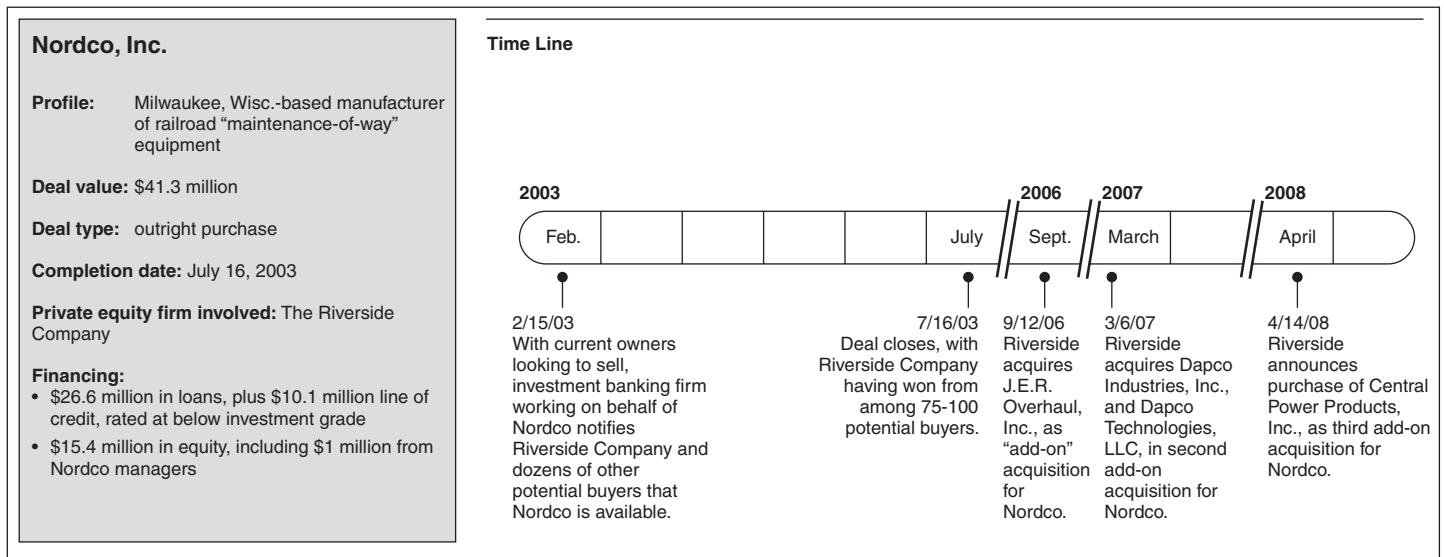 Nordco, Inc.
Profile: Milwaukee, Wisc.-based manufacturer
of railroad “maintenance-of-way”
equipment
Deal value: $41.3 million
Deal type: outright purchase
Completion date: July 16, 2003
Private equity firm involved: The Riverside
Company
Financing:
• $26.6 million in loans, plus $10.1 million line of
credit, rated at below investment grade
• $15.4 million in equity, including $1 million from
Nordco managers
Time Line
2003 2006 2007 2008
Feb. July Sept. March April
2/15/03
With current owners
looking to sell,
investment banking firm
working on behalf of
Nordco notifies
Riverside Company and
dozens of other
potential buyers that
Nordco is available.
7/16/03
Deal closes, with
Riverside Company
having won from
among 75-100
potential buyers.
9/12/06
Riverside
acquires
J.E.R.
Overhaul,
Inc., as
“add-on”
acquisition
for
Nordco.
3/6/07
Riverside
acquires Dapco
Industries, Inc.,
and Dapco
Technologies,
LLC, in second
add-on
acquisition for
Nordco.
4/14/08
Riverside
announces
purchase of Central
Power Products,
Inc., as third add-on
acquisition for
Nordco.